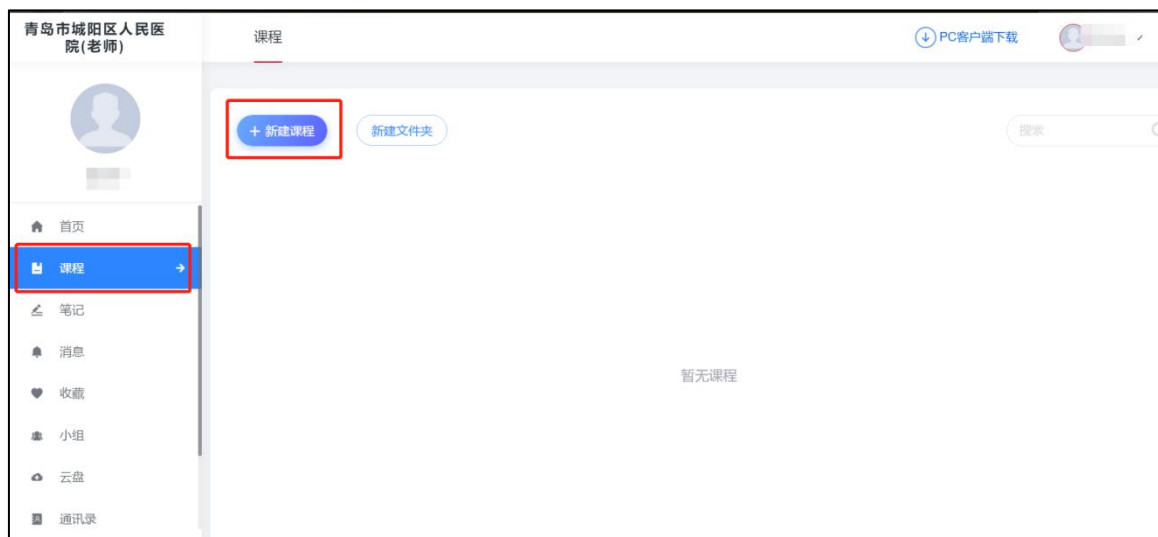 青岛市城阳区人民医
院(老师)
课程
PC客户端下载
+ 新建课程
新建文件夹
搜索
首页
课程
笔记
消息
收藏
小组
云盘
通讯录
暂无课程